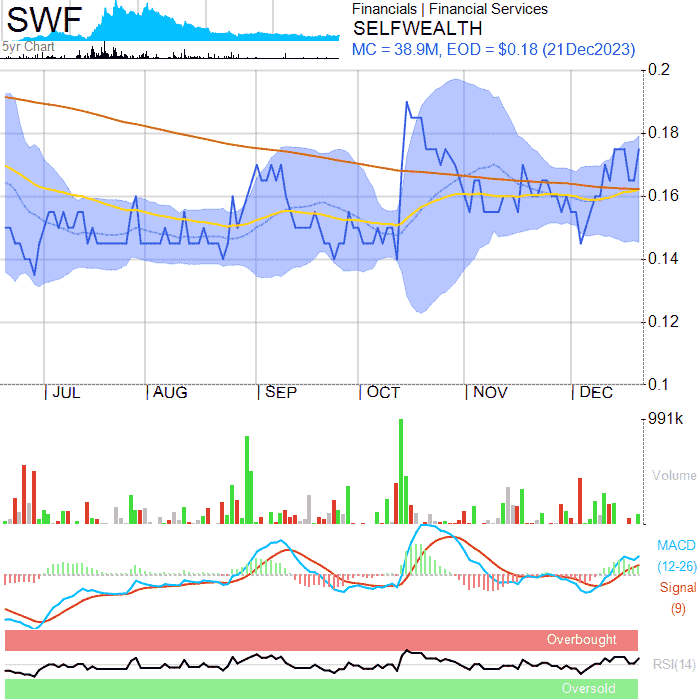 SWF
5yr Chart
Financials | Financial Services
SELFWEALTH
MC = 38.9M, EOD = $0.18 (21Dec2023)
0.2
0.18
0.16
0.14
0.12
0.1
| JUL | AUG | SEP | OCT | NOV | DEC
991k
Volume
MACD
(12-26)
Signal
(9)
Overbought
RSI(14)
Oversold